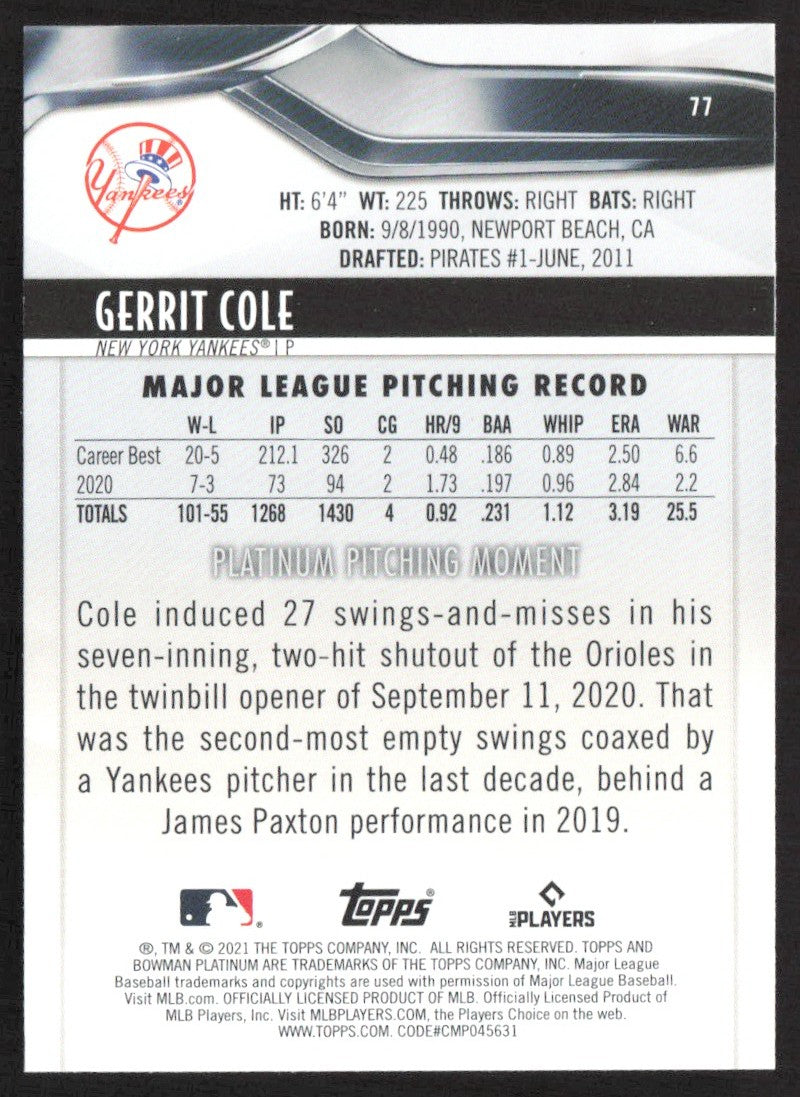 77
Yankees®
HT: 6'4" WT: 225 THROWS: RIGHT BATS: RIGHT
BORN: 9/8/1990, NEWPORT BEACH, CA
DRAFTED: PIRATES #1-JUNE, 2011
GERRIT COLE
NEW YORK YANKEES® | P
MAJOR LEAGUE PITCHING RECORD
W-L IP SO CG HR/9 BAA WHIP ERA WAR
Career Best 20-5 212.1 326 2 0.48 .186 0.89 2.50 6.6
2020 7-3 73 94 2 1.73 .197 0.96 2.84 2.2
TOTALS 101-55 1268 1430 4 0.92 .231 1.12 3.19 25.5
PLATINUM PITCHING MOMENT
Cole induced 27 swings-and-misses in his
seven-inning, two-hit shutout of the Orioles in
the twinbill opener of September 11, 2020. That
was the second-most empty swings coaxed by
a Yankees pitcher in the last decade, behind a
James Paxton performance in 2019.
Topps®
MLB PLAYERS
®, TM & © 2021 THE TOPPS COMPANY, INC. ALL RIGHTS RESERVED. TOPPS AND
BOWMAN PLATINUM ARE TRADEMARKS OF THE TOPPS COMPANY, INC. Major League
Baseball trademarks and copyrights are used with permission of Major League Baseball.
Visit MLB.com. OFFICIALLY LICENSED PRODUCT OF MLB. Officially Licensed Product of
MLB Players, Inc. Visit MLBPLAYERS.COM, the Players Choice on the web.
WWW.TOPPS.COM. CODE#CMP045631